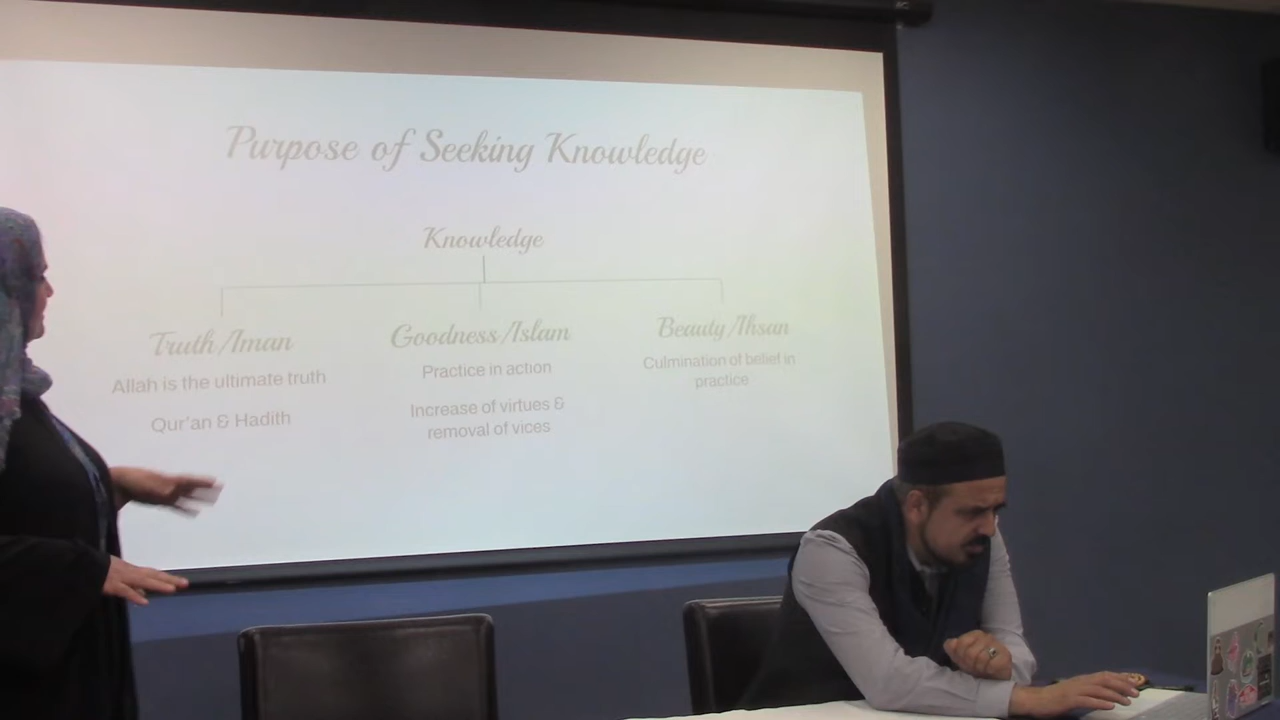 Purpose of Seeking Knowledge
Knowledge
Truth/Iman
Allah is the ultimate truth
Qur'an & Hadith
Goodness/Islam
Practice in action
Increase of virtues &
removal of vices
Beauty/Ihsan
Culmination of belief in
practice